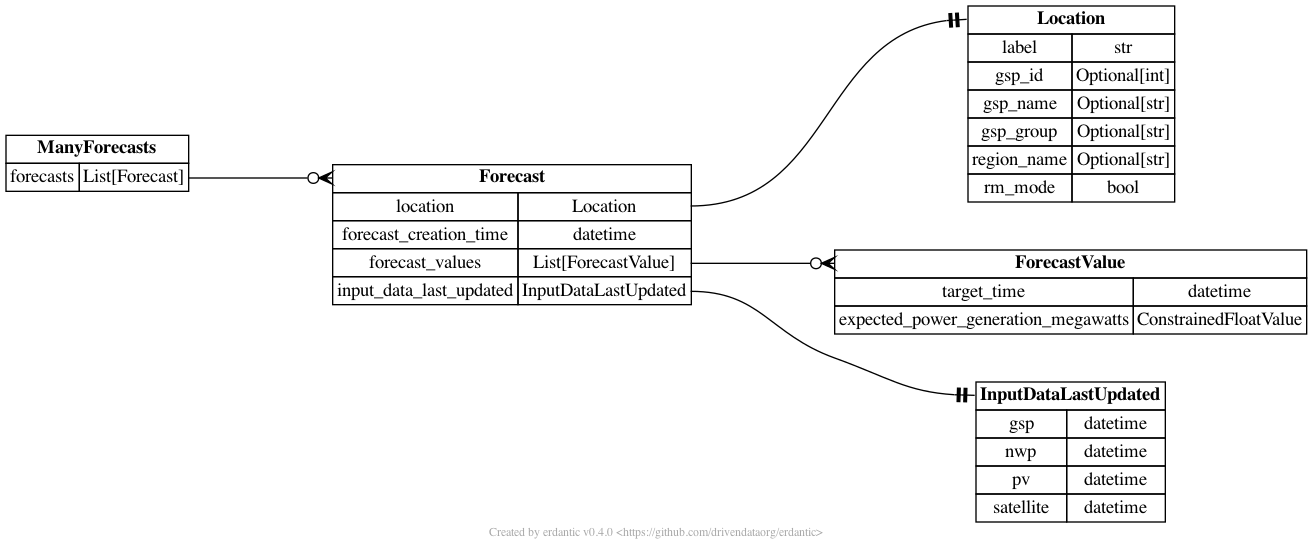 ManyForecasts
forecasts List[Forecast]
Forecast
location Location
forecast_creation_time datetime
forecast_values List[ForecastValue]
input_data_last_updated InputDataLastUpdated
Location
label str
gsp_id Optional[int]
gsp_name Optional[str]
gsp_group Optional[str]
region_name Optional[str]
rm_mode bool
ForecastValue
target_time datetime
expected_power_generation_megawatts ConstrainedFloatValue
InputDataLastUpdated
gsp datetime
nwp datetime
pv datetime
satellite datetime
Created by erdantic v0.4.0 <https://github.com/drivendataorg/erdantic>